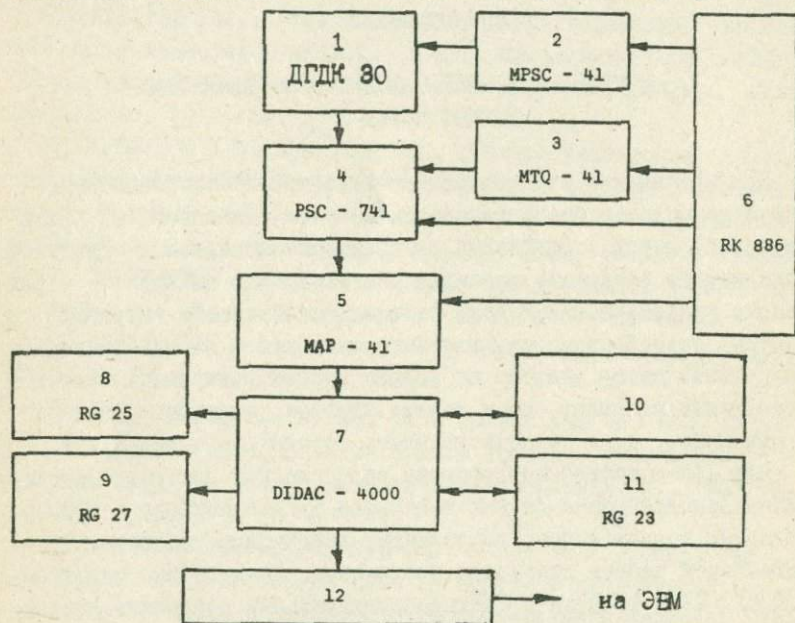 1
ДГДК 30
2
MPSC - 41
3
MTQ - 41
4
PSC - 741
6
RK 886
5
MAP - 41
8
RG 25
7
DIDAC - 4000
10
9
RG 27
11
RG 23
12
на ЭВМ